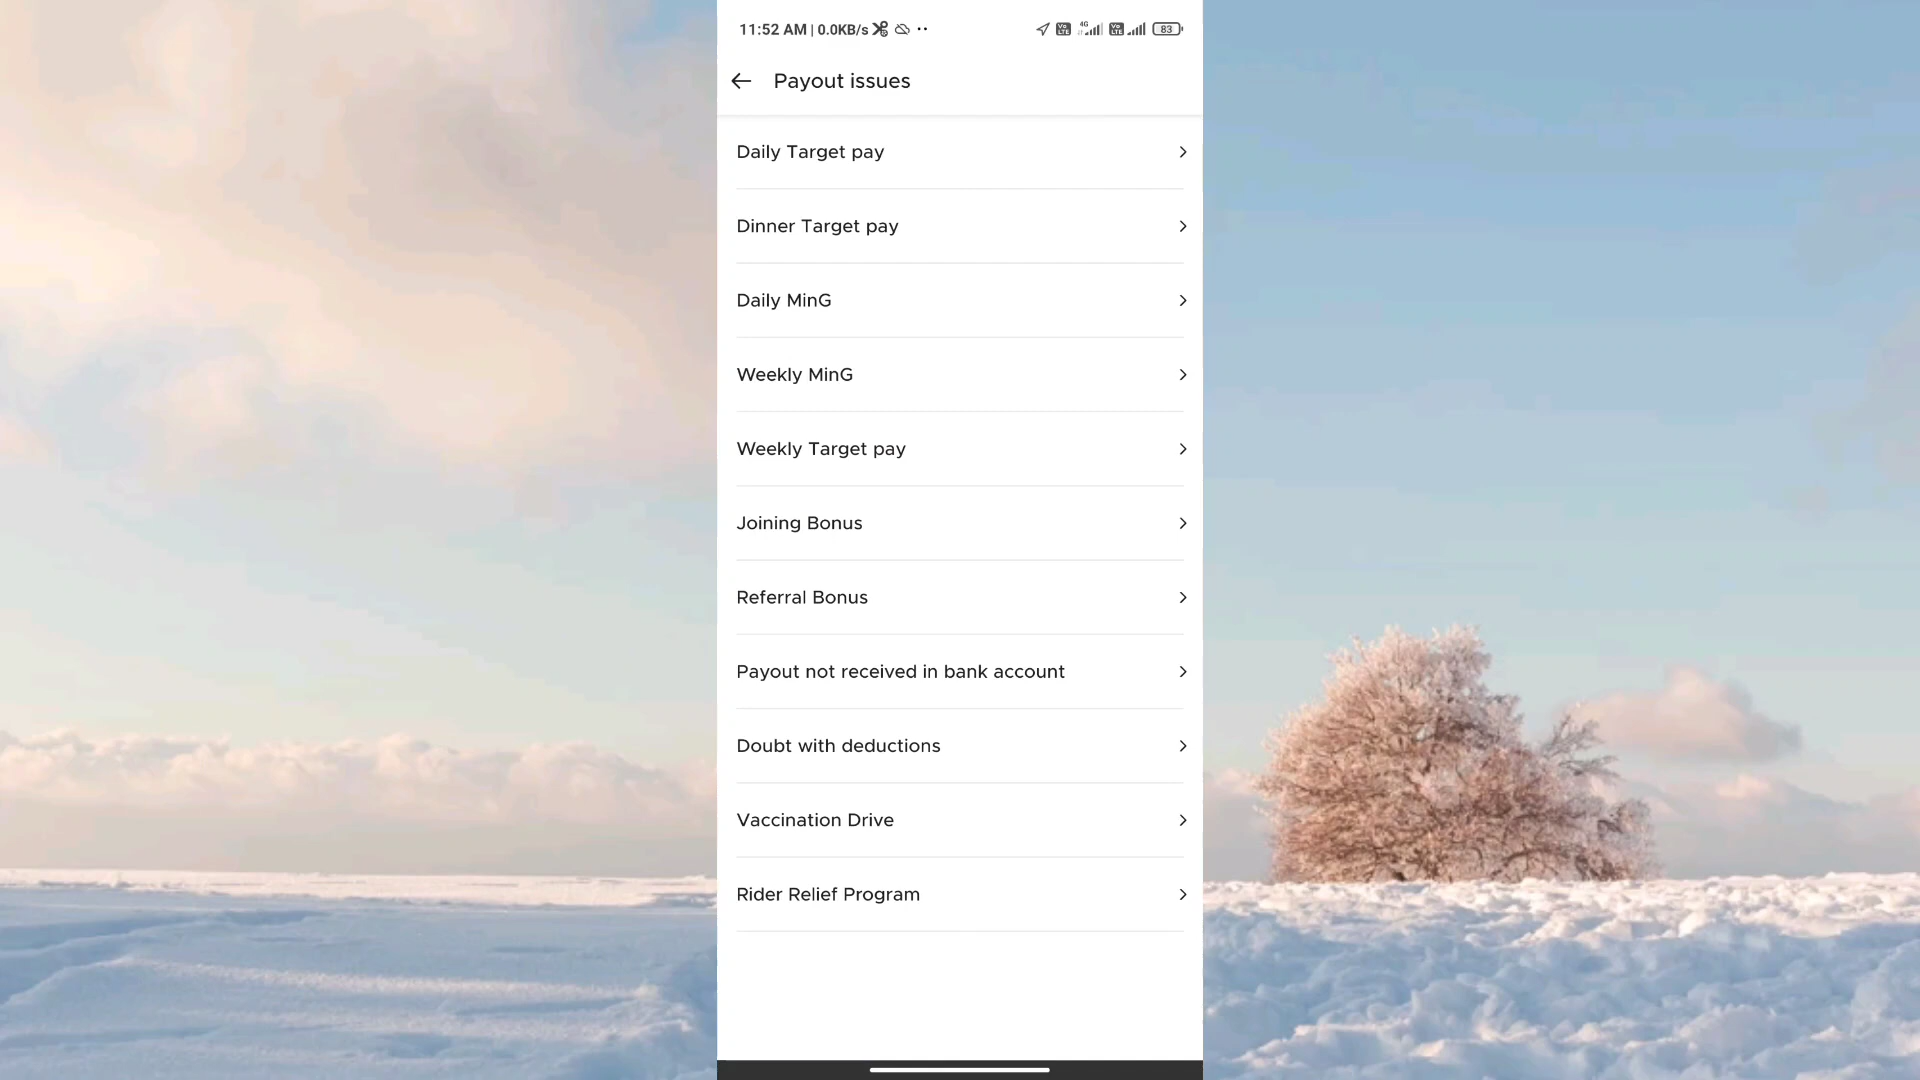 11:52 AM | 0.0KB/s
4G
83
Payout issues
Daily Target pay
Dinner Target pay
Daily MinG
Weekly MinG
Weekly Target pay
Joining Bonus
Referral Bonus
Payout not received in bank account
Doubt with deductions
Vaccination Drive
Rider Relief Program